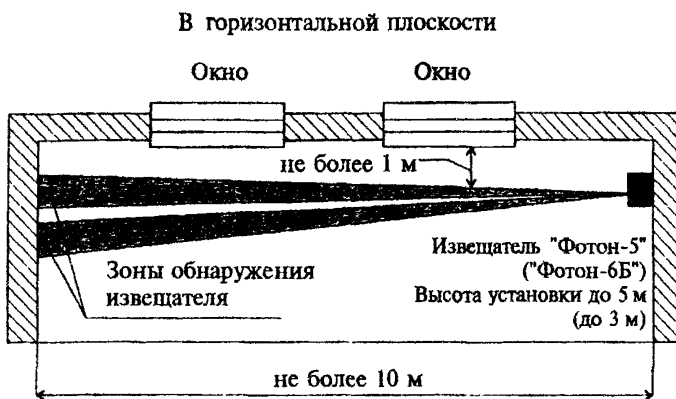 В горизонтальной плоскости
Окно
Окно
не более 1 м
Извещатель "Фотон-5"
("Фотон-6Б")
Высота установки до 5 м
(до 3 м)
Зоны обнаружения
извещателя
не более 10 м